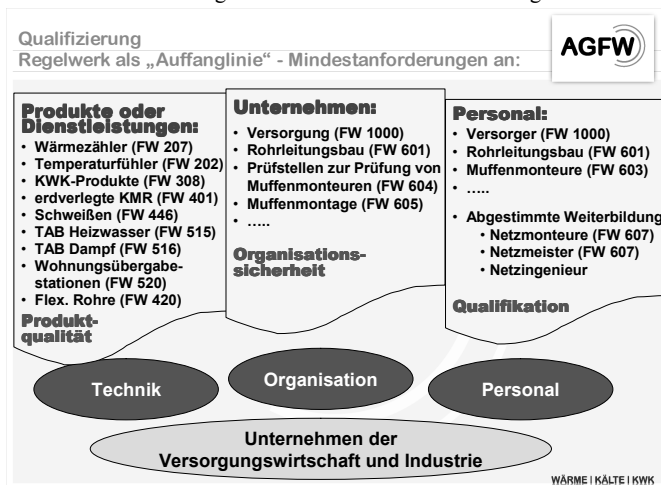 Qualifizierung
Regelwerk als „Auffanglinie“ - Mindestanforderungen an:
AGFW
Produkte oder
Dienstleistungen:
• Wärmezähler (FW 207)
• Temperaturfühler (FW 202)
• KWK-Produkte (FW 308)
• erdverlegte KMR (FW 401)
• Schweißen (FW 446)
• TAB Heizwasser (FW 515)
• TAB Dampf (FW 516)
• Wohnungsübergabe-
stationen (FW 520)
• Flex. Rohre (FW 420)
Produkt-
qualität
Unternehmen:
• Versorgung (FW 1000)
• Rohrleitungsbau (FW 601)
• Prüfstellen zur Prüfung von
Muffenmonteuren (FW 604)
• Muffenmontage (FW 605)
• …..
Organisations-
sicherheit
Personal:
• Versorger (FW 1000)
• Rohrleitungsbau (FW 601)
• Muffenmonteure (FW 603)
• …..
• Abgestimmte Weiterbildung
• Netzmonteure (FW 607)
• Netzmeister (FW 607)
• Netzingenieur
Qualifikation
Technik
Organisation
Personal
Unternehmen der
Versorgungswirtschaft und Industrie
WÄRME | KÄLTE | KWK